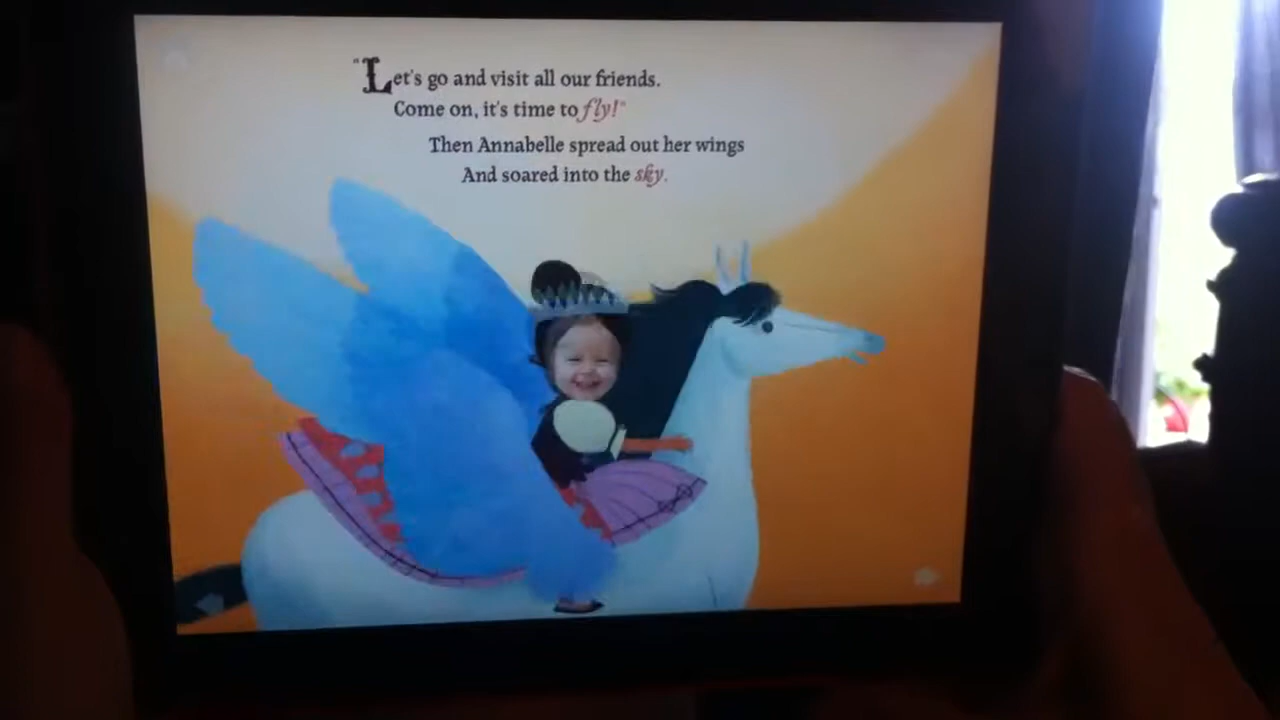 "Let's go and visit all our friends.
Come on, it's time to fly!"
Then Annabelle spread out her wings
And soared into the sky.